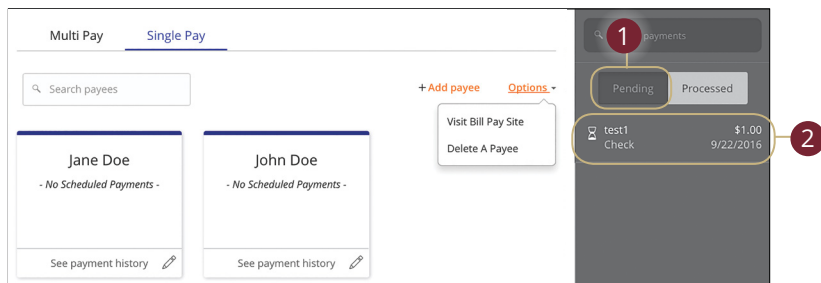 Multi Pay
Single Pay
Search payees
+Add payee
Options
Visit Bill Pay Site
Delete A Payee
Jane Doe
- No Scheduled Payments -
See payment history
John Doe
- No Scheduled Payments -
See payment history
1
payments
Pending
Processed
test1 $1.00
Check 9/22/2016
2